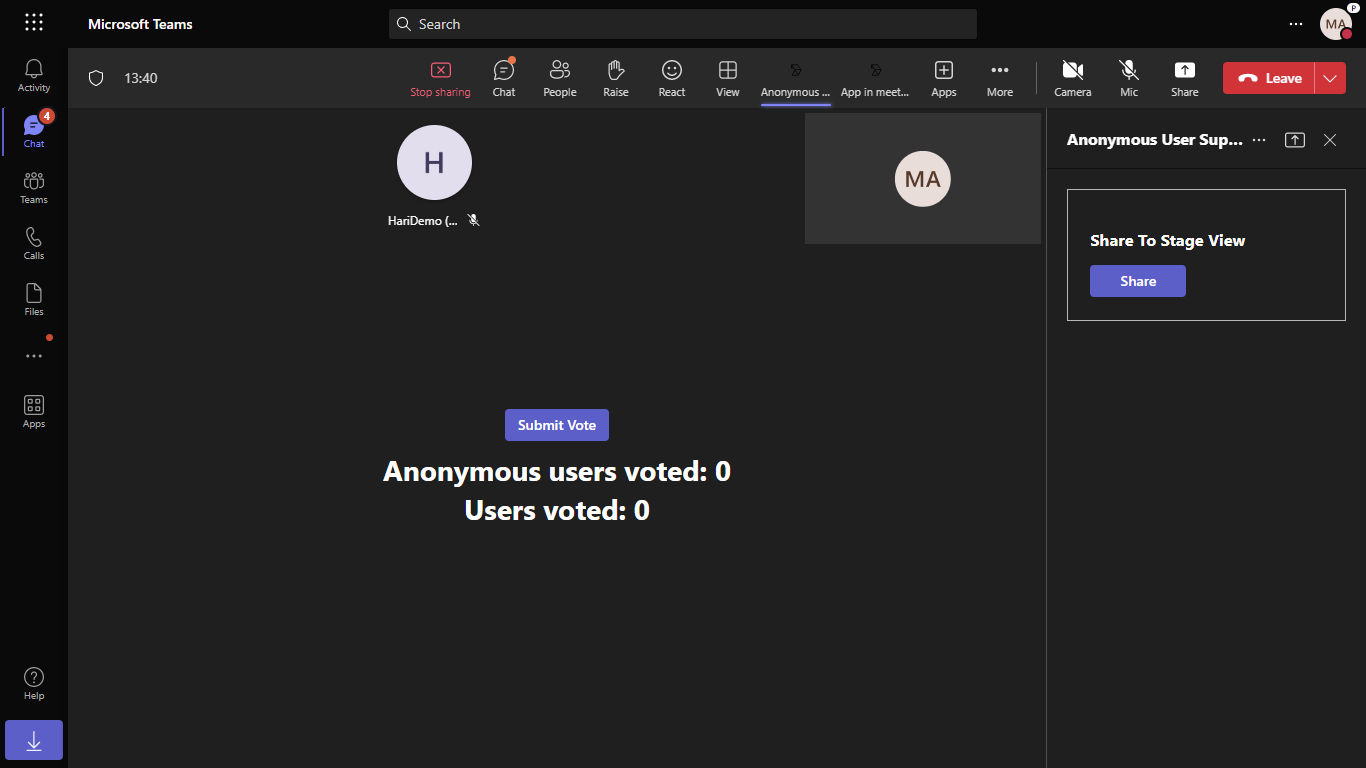 Microsoft Teams
Search
MA
P
Activity
4
Chat
Teams
Calls
Files
Apps
Help
13:40
Stop sharing
Chat
People
Raise
React
View
Anonymous ...
App in meet...
Apps
More
Camera
Mic
Share
Leave
H
HariDemo (...
MA
Submit Vote
Anonymous users voted: 0
Users voted: 0
Anonymous User Sup...
Share To Stage View
Share